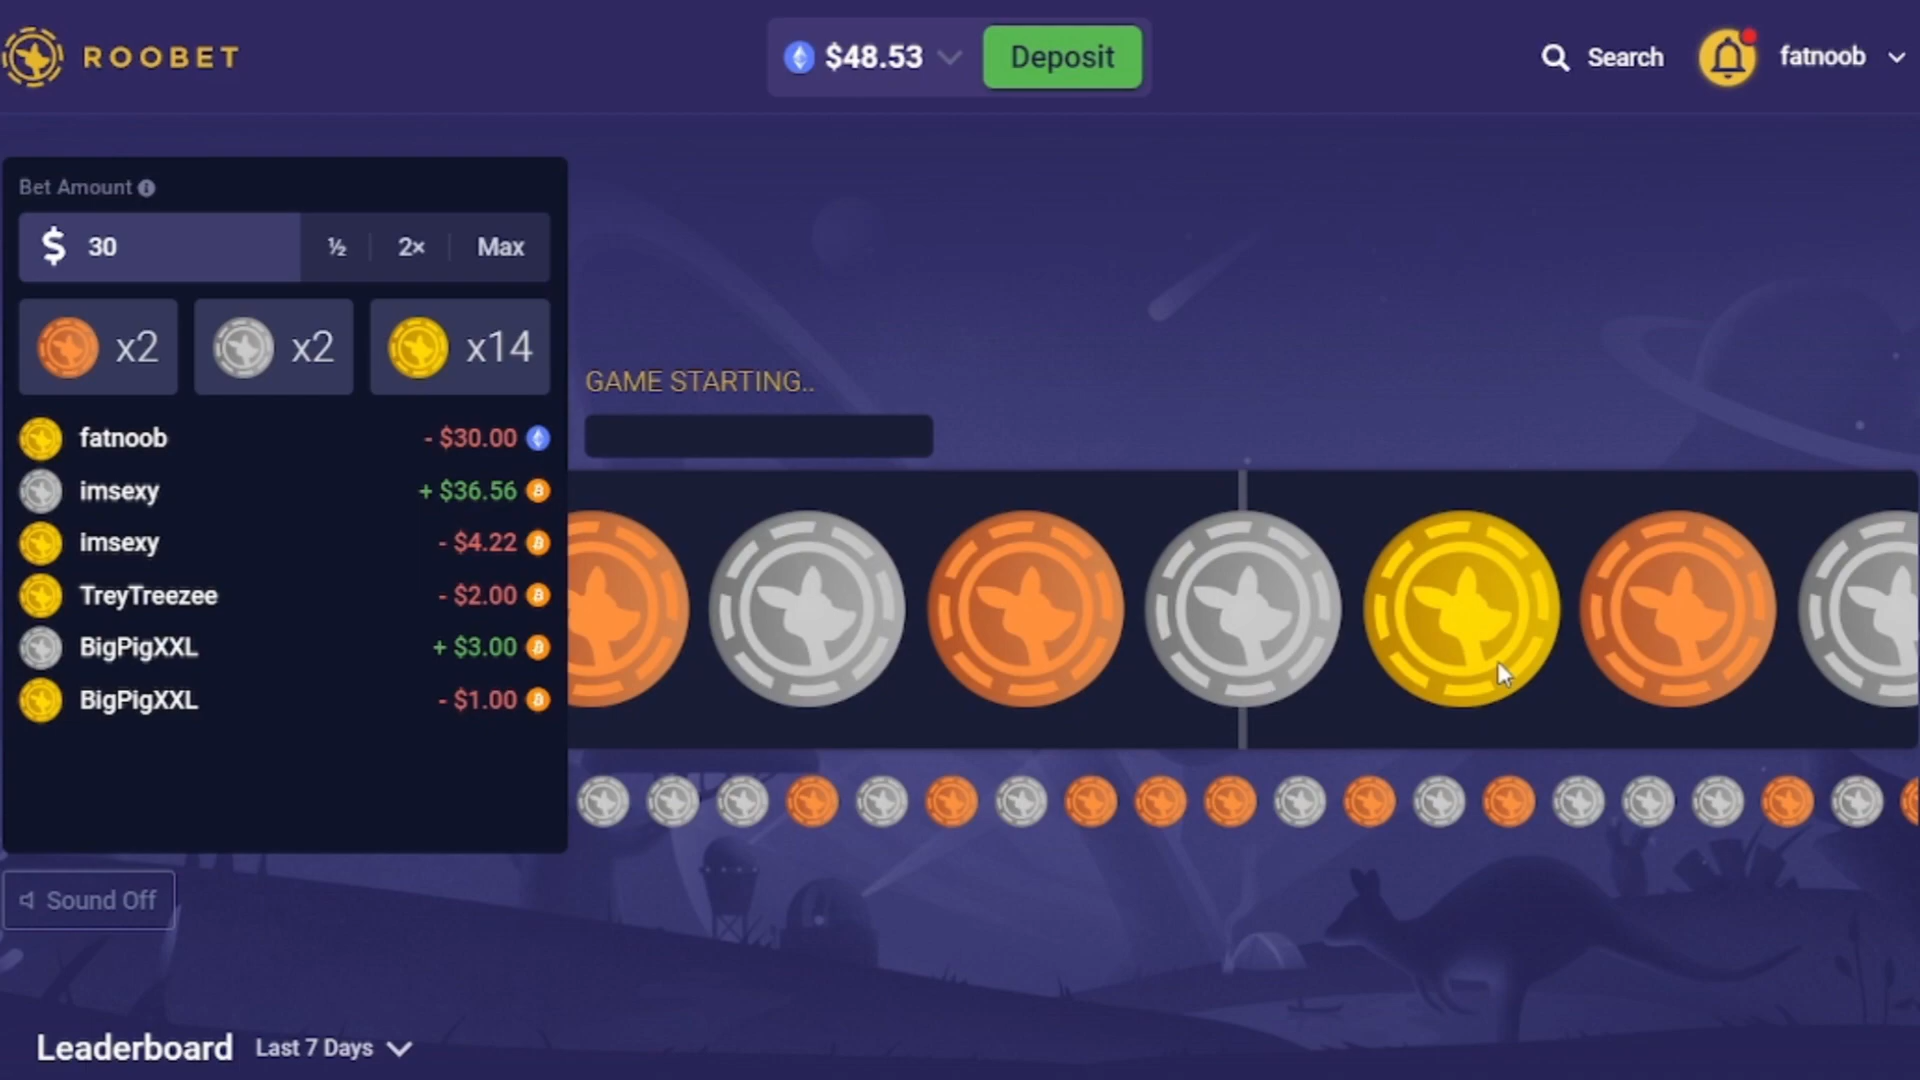 ROOBET
$48.53
Deposit
Search
fatnoob
Bet Amount
$ 30
½
2×
Max
x2
x2
x14
GAME STARTING..
fatnoob - $30.00
imsexy + $36.56
imsexy - $4.22
TreyTreezee - $2.00
BigPigXXL + $3.00
BigPigXXL - $1.00
Sound Off
Leaderboard Last 7 Days